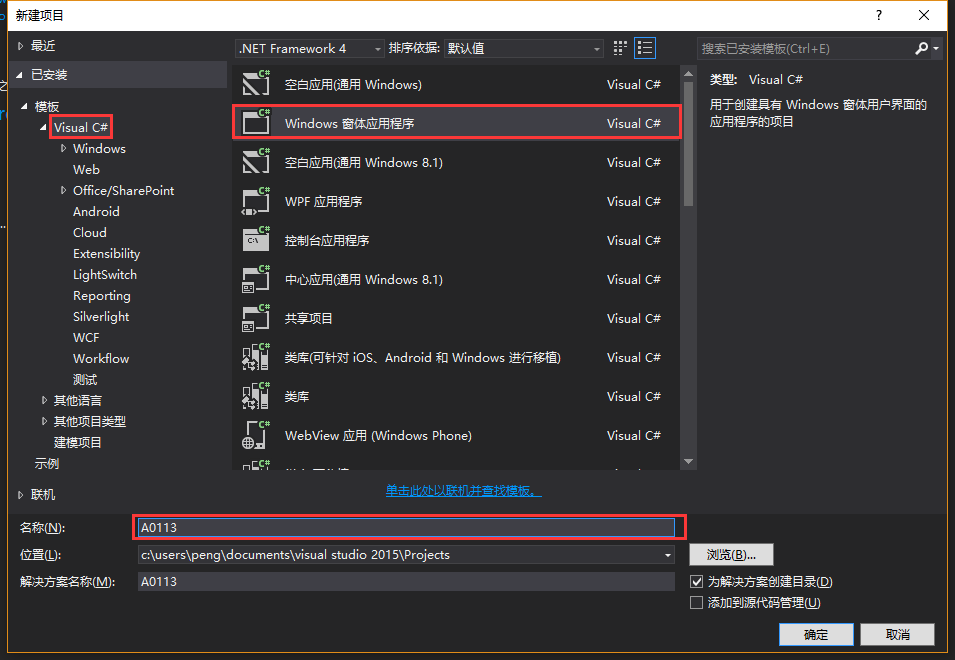 新建项目
?
最近
.NET Framework 4
排序依据:
默认值
搜索已安装模板(Ctrl+E)
已安装
模板
Visual C#
Windows
Web
Office/SharePoint
Android
Cloud
Extensibility
LightSwitch
Reporting
Silverlight
WCF
Workflow
测试
其他语言
其他项目类型
建模项目
示例
联机
C# 空白应用(通用 Windows) Visual C#
C# Windows 窗体应用程序 Visual C#
C# 空白应用(通用 Windows 8.1) Visual C#
C# WPF 应用程序 Visual C#
C# C:\ 控制台应用程序 Visual C#
C# 中心应用(通用 Windows 8.1) Visual C#
C# 共享项目 Visual C#
C# 类库(可针对 iOS、Android 和 Windows 进行移植) Visual C#
C# 类库 Visual C#
C# WebView 应用 (Windows Phone) Visual C#
C#
单击此处以联机并查找模板。
类型: Visual C#
用于创建具有 Windows 窗体用户界面的
应用程序的项目
名称(N): A0113
位置(L): c:\users\peng\documents\visual studio 2015\Projects 浏览(B)...
解决方案名称(M): A0113
为解决方案创建目录(D)
添加到源代码管理(U)
确定 取消